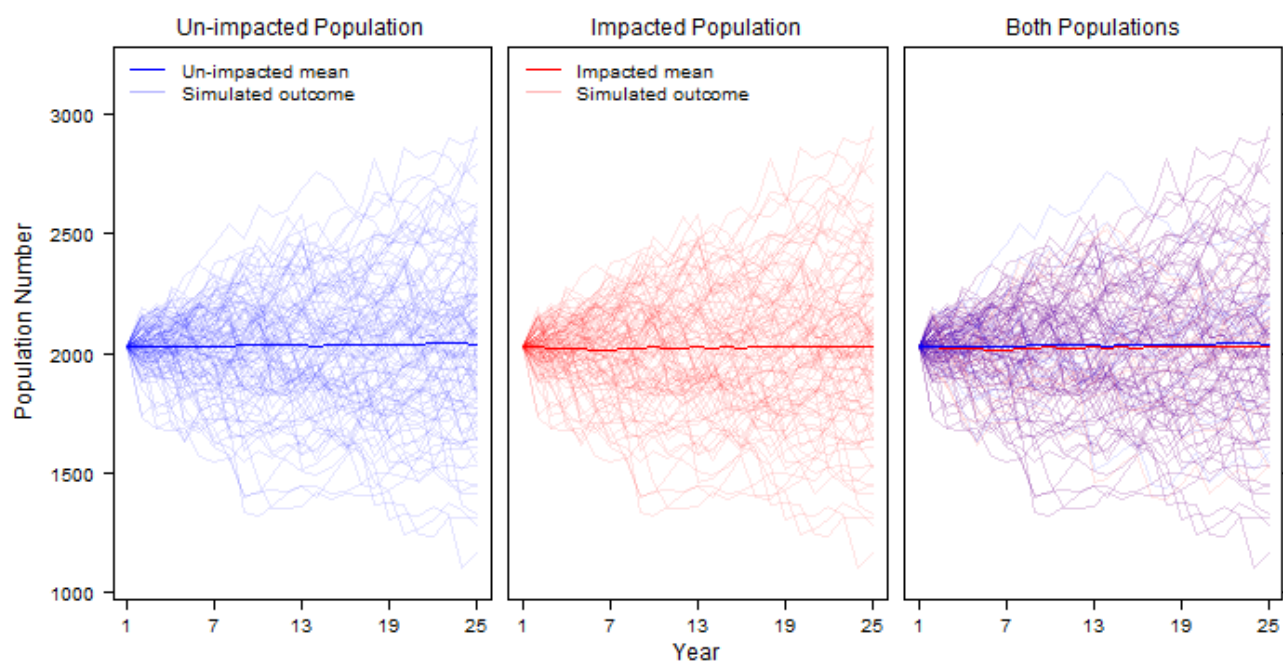 Un-impacted Population
Impacted Population
Both Populations
Un-impacted mean
Simulated outcome
Impacted mean
Simulated outcome
Population Number
3000
2500
2000
1500
1000
1 7 13 19 25
1 7 13 19 25
1 7 13 19 25
Year